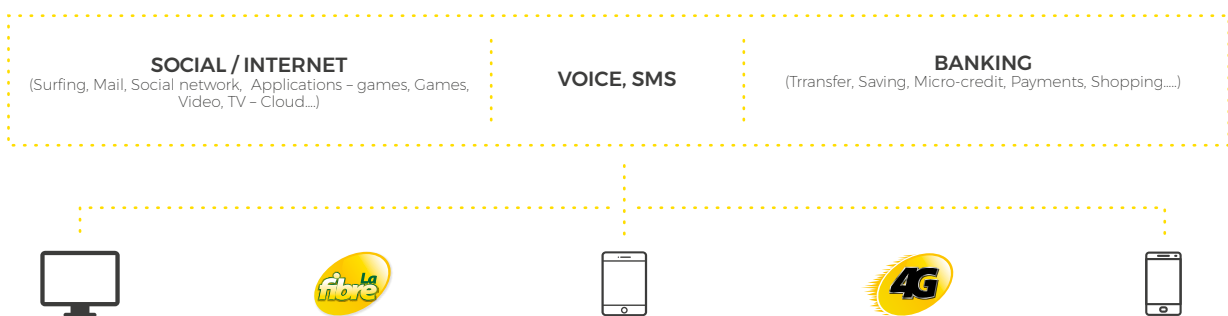 SOCIAL / INTERNET
(Surfing, Mail, Social network, Applications – games, Games,
Video, TV – Cloud....)
VOICE, SMS
BANKING
(Trransfer, Saving, Micro-credit, Payments, Shopping.....)
La
fibre
4G